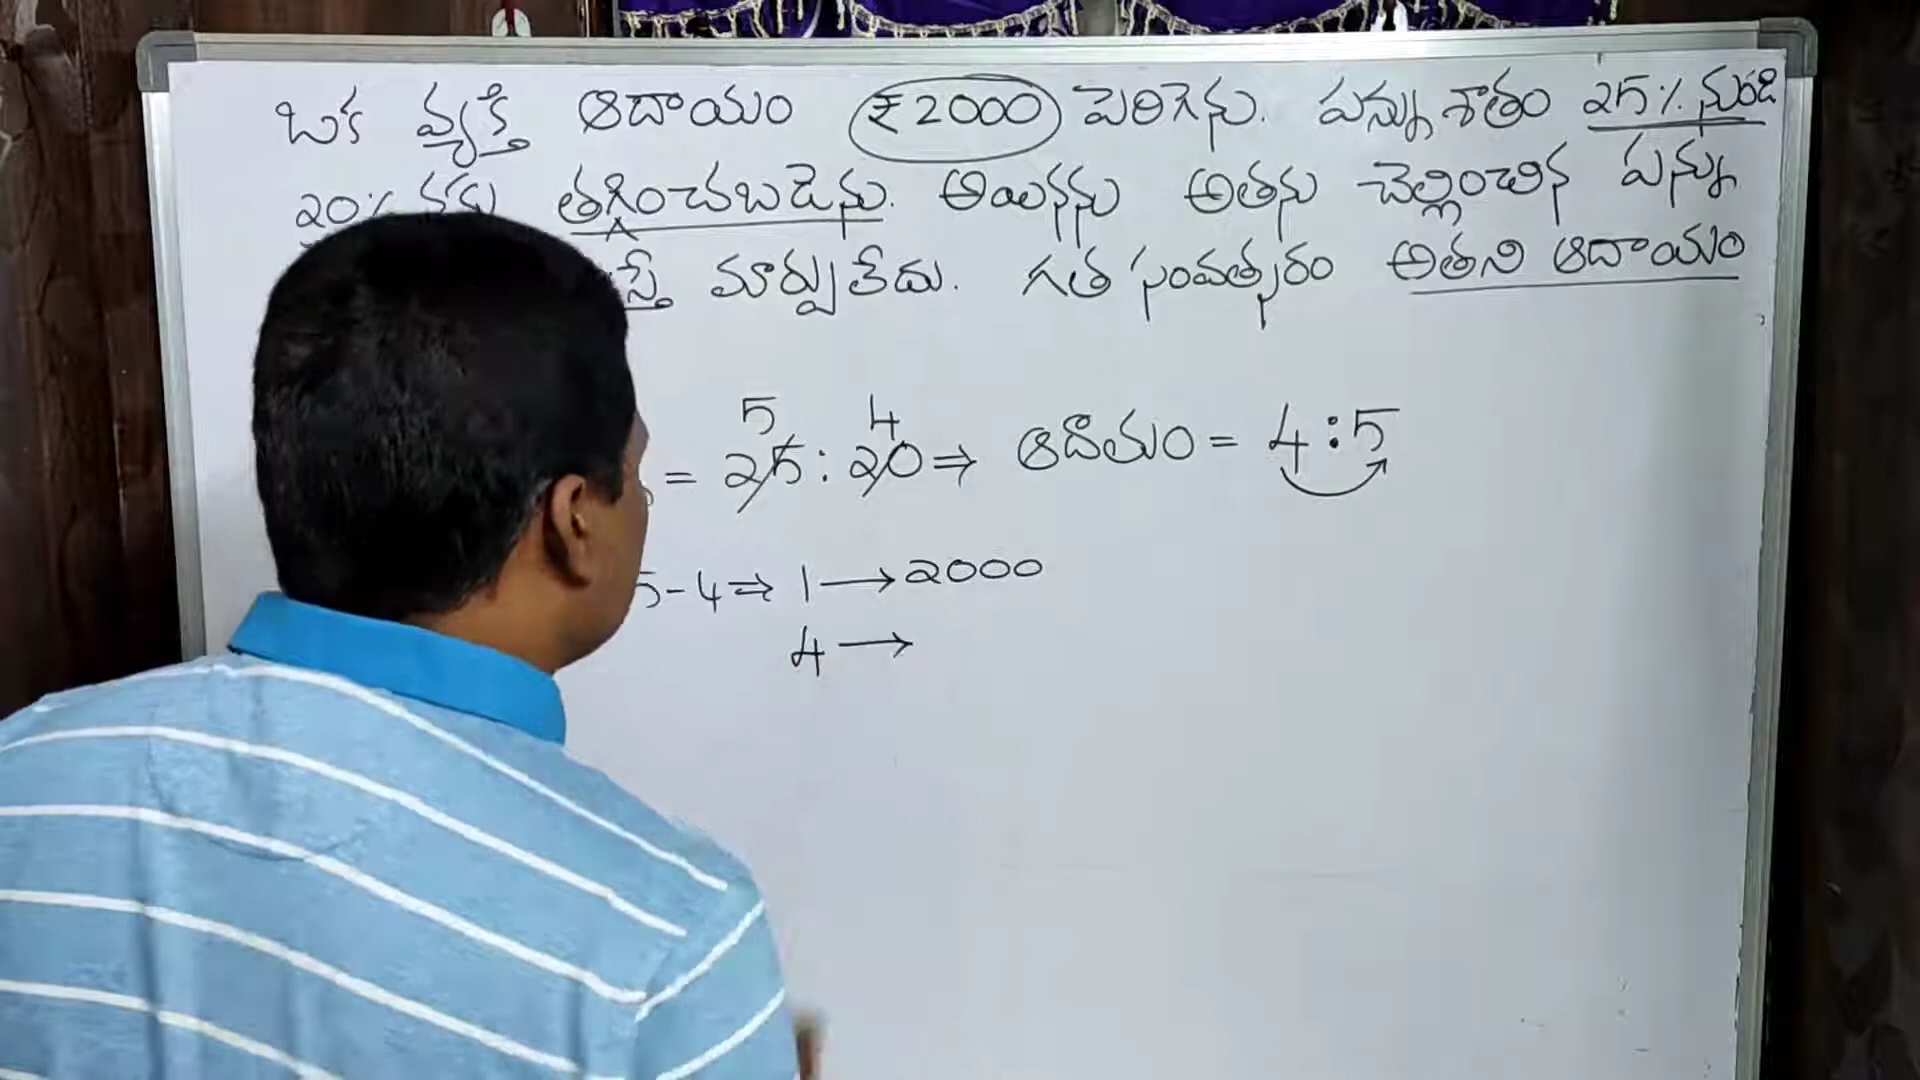 ఒక వ్యక్తి ఆదాయం ₹2000 పెరిగెను. పన్ను శాతం 25% నుండి
20% తగ్గించబడెను. అయినను అతను చెల్లించిన పన్ను
మార్పులేదు. గత సంవత్సరం అతని ఆదాయం
= 25 : 20 ⇒ ఆదాయం = 4:5
5 4
5-4 ⇒ 1 → 2000
4 →